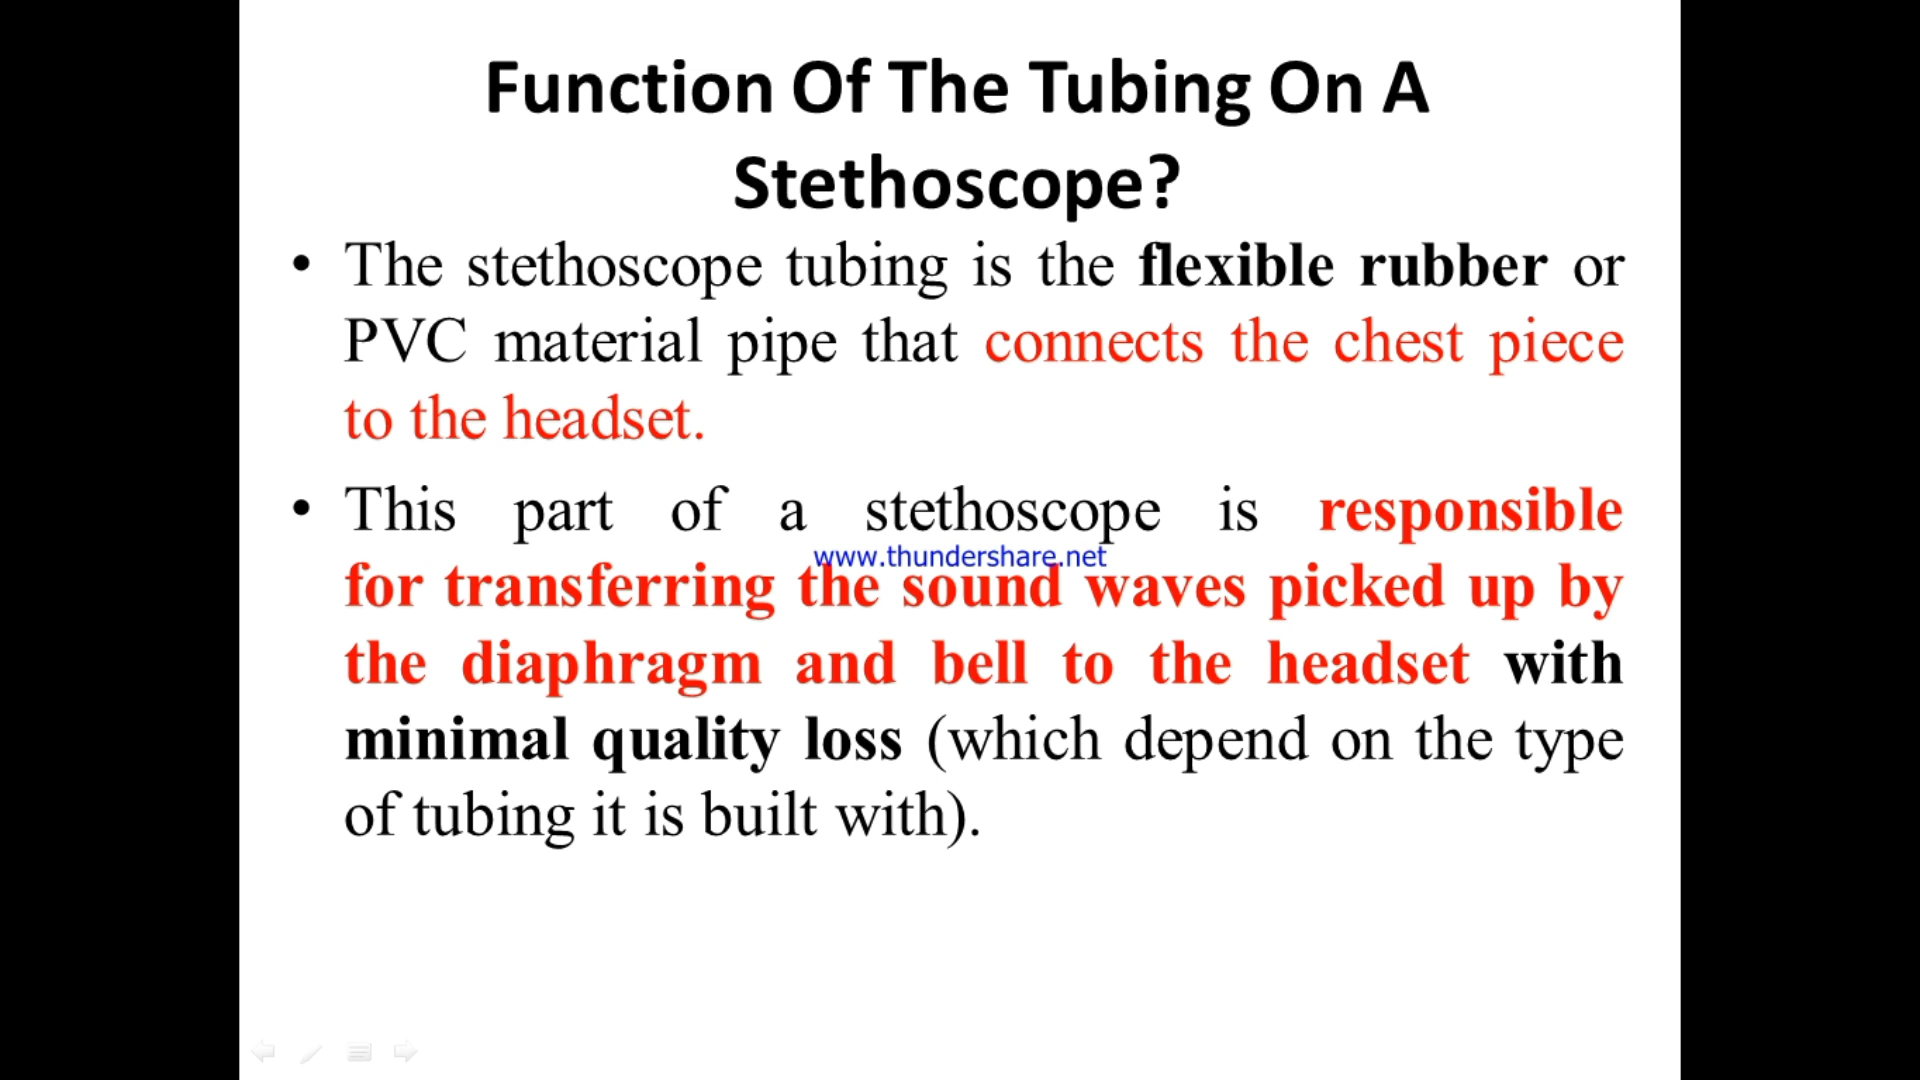 Function Of The Tubing On A
Stethoscope?
• The stethoscope tubing is the flexible rubber or
PVC material pipe that connects the chest piece
to the headset.
• This part of a stethoscope is responsible
www.thundershare.net
for transferring the sound waves picked up by
the diaphragm and bell to the headset with
minimal quality loss (which depend on the type
of tubing it is built with).